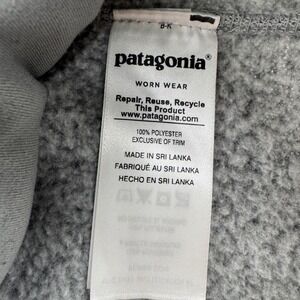 patagonia®
WORN WEAR
Repair, Reuse, Recycle
This Product
www.patagonia.com
100% POLYESTER
EXCLUSIVE OF TRIM
MADE IN SRI LANKA
FABRIQUÉ AU SRI LANKA
HECHO EN SRI LANKA